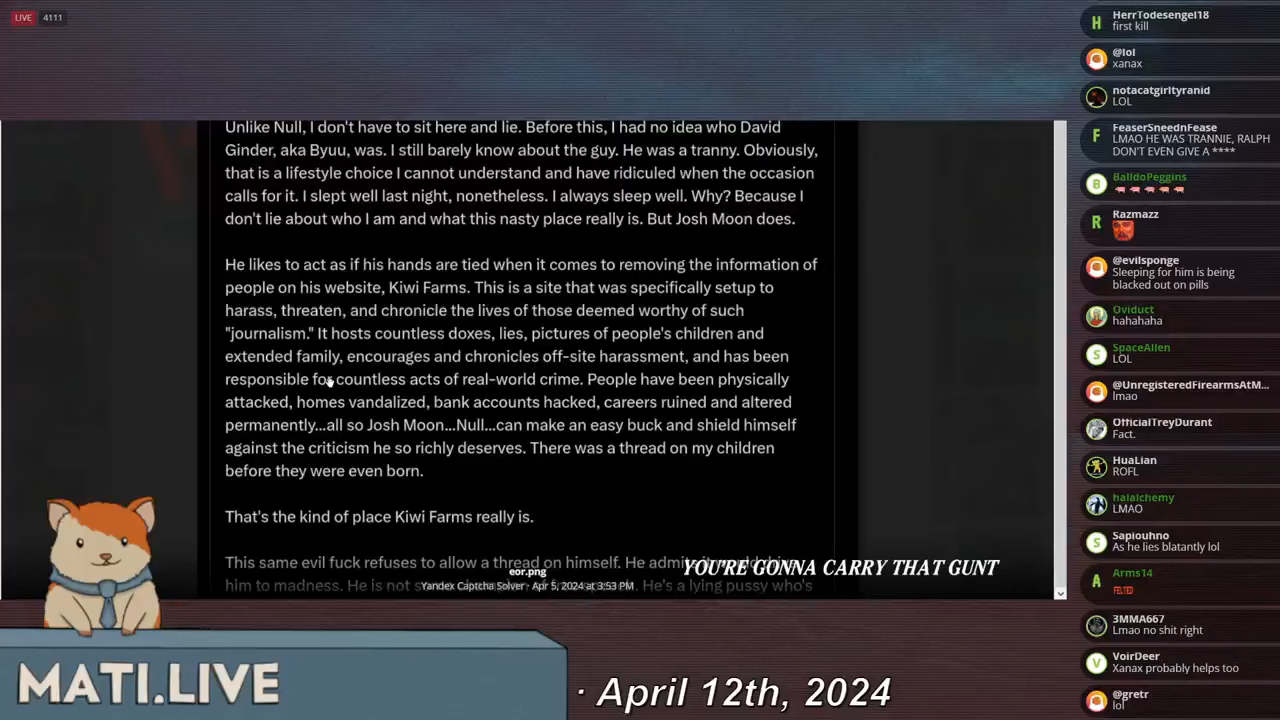 LIVE 4111
Unlike Null, I don't have to sit here and lie. Before this, I had no idea who David
Ginder, aka Byuu, was. I still barely know about the guy. He was a tranny. Obviously,
that is a lifestyle choice I cannot understand and have ridiculed when the occasion
calls for it. I slept well last night, nonetheless. I always sleep well. Why? Because I
don't lie about who I am and what this nasty place really is. But Josh Moon does.
He likes to act as if his hands are tied when it comes to removing the information of
people on his website, Kiwi Farms. This is a site that was specifically setup to
harass, threaten, and chronicle the lives of those deemed worthy of such
"journalism." It hosts countless doxes, lies, pictures of people's children and
extended family, encourages and chronicles off-site harassment, and has been
responsible for countless acts of real-world crime. People have been physically
attacked, homes vandalized, bank accounts hacked, careers ruined and altered
permanently...all so Josh Moon...Null...can make an easy buck and shield himself
against the criticism he so richly deserves. There was a thread on my children
before they were even born.
That's the kind of place Kiwi Farms really is.
This same evil fuck refuses to allow a thread on himself. He
him to madness. He is not He's a lying pussy who's
eor.png
Yandex Captcha Solver · Apr 5, 2024 at 3:53 PM
YOU'RE GONNA CARRY THAT GUNT
MATI.LIVE
· April 12th, 2024
H
HerrTodesengel18
first kill
@lol
xanax
notacatgirltyranid
LOL
F
FeaserSneednFease
LMAO HE WAS TRANNIE, RALPH
DON'T EVEN GIVE A ****
B
BalldoPeggins
R
Razmazz
@evilsponge
Sleeping for him is being
blacked out on pills
Oviduct
hahahaha
S
SpaceAllen
LOL
@UnregisteredFirearmsAtM...
lmao
OfficialTreyDurant
Fact.
HuaLian
ROFL
halalchemy
LMAO
S
Sapiouhno
As he lies blatantly lol
A
Arms14
FELTED
3MMA667
Lmao no shit right
V
VoirDeer
Xanax probably helps too
@gretr
lol